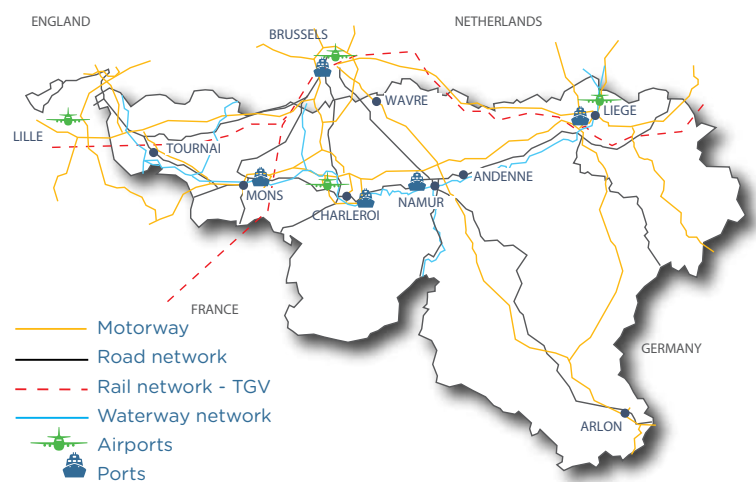 ENGLAND
NETHERLANDS
BRUSSELS
WAVRE
LIEGE
LILLE
TOURNAI
ANDENNE
MONS
CHARLEROI
NAMUR
FRANCE
GERMANY
ARLON
Motorway
Road network
Rail network - TGV
Waterway network
Airports
Ports